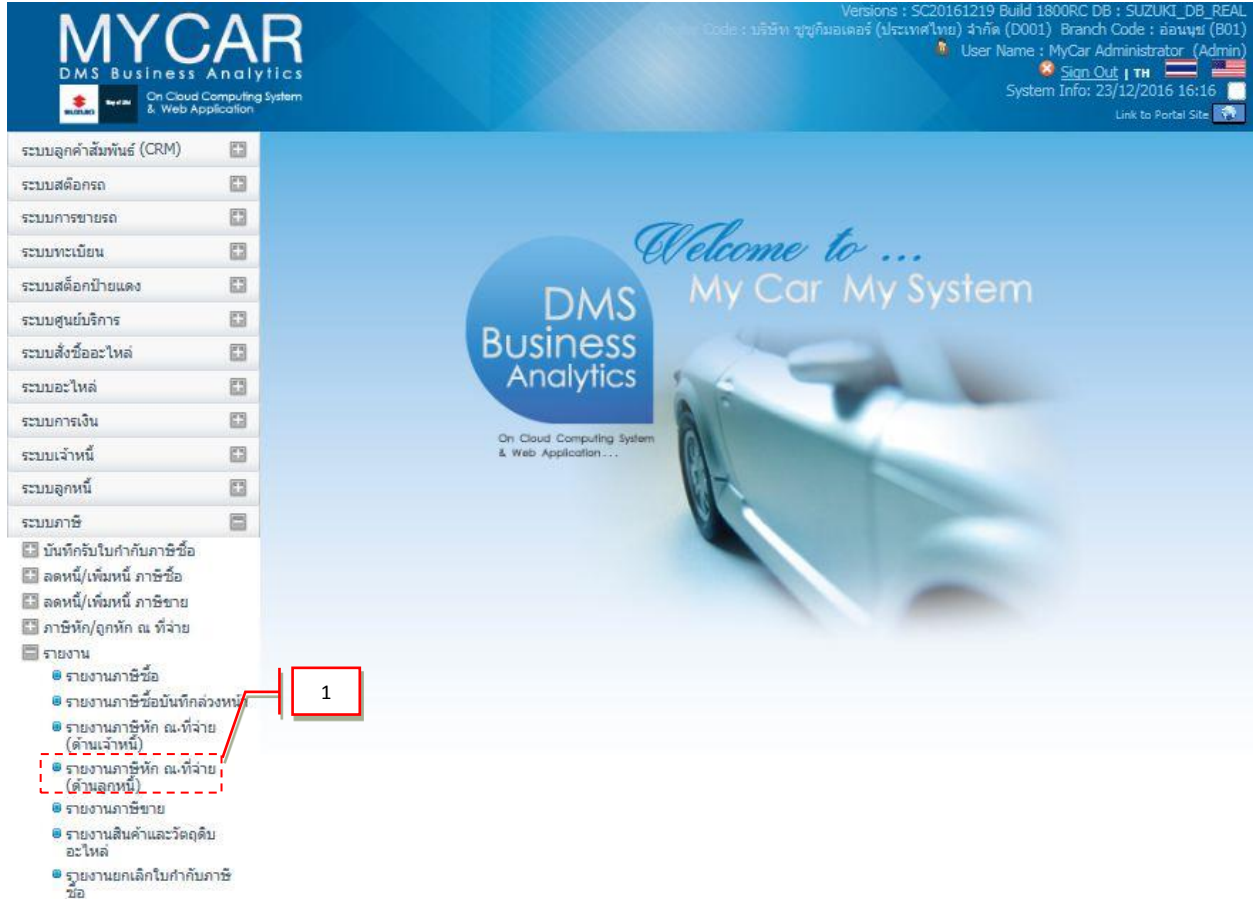 MYCAR
DMS Business Analytics
On Cloud Computing System
& Web Application
SUZUKI
Way of Life!
Versions : SC20161219 Build 1800RC DB : SUZUKI_DB_REAL
Code : บริษัท ซูซูกิมอเตอร์ (ประเทศไทย) จำกัด (D001) Branch Code : อ่อนนุช (B01)
User Name : MyCar Administrator (Admin)
Sign Out | TH
System Info: 23/12/2016 16:16
Link to Portal Site
ระบบลูกค้าสัมพันธ์ (CRM)
ระบบสต๊อกรถ
ระบบการขายรถ
ระบบทะเบียน
ระบบสต็อกป้ายแดง
ระบบศูนย์บริการ
ระบบสั่งซื้ออะไหล่
ระบบอะไหล่
ระบบการเงิน
ระบบเจ้าหนี้
ระบบลูกหนี้
ระบบภาษี
บันทึกรับใบกำกับภาษีซื้อ
ลดหนี้/เพิ่มหนี้ ภาษีซื้อ
ลดหนี้/เพิ่มหนี้ ภาษีขาย
ภาษีหัก/ถูกหัก ณ ที่จ่าย
รายงาน
รายงานภาษีซื้อ
รายงานภาษีซื้อบันทึกล่วงหน้า
รายงานภาษีหัก ณ.ที่จ่าย
(ด้านเจ้าหนี้)
รายงานภาษีหัก ณ.ที่จ่าย
(ด้านลูกหนี้)
รายงานภาษีขาย
รายงานสินค้าและวัตถุดิบ
อะไหล่
รายงานยกเลิกใบกำกับภาษี
ซื้อ
1
Welcome to ...
My Car My System
DMS
Business
Analytics
On Cloud Computing System
& Web Application...